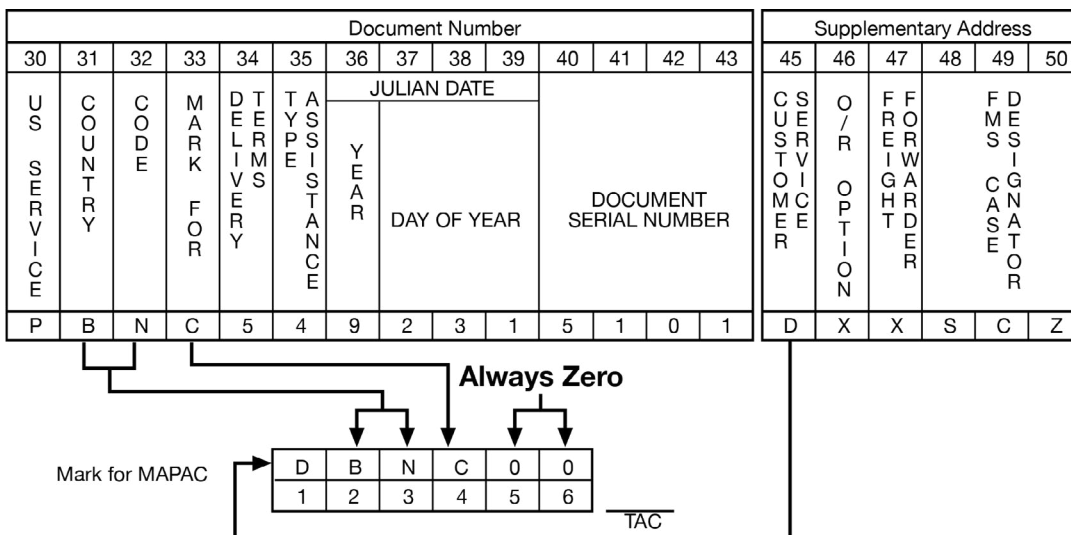 Document Number
Supplementary Address
30 31 32 33 34 35 36 37 38 39 40 41 42 43 45 46 47 48 49 50
US SERVICE
COUNTRY
CODE
MARK FOR
DELIVERY
TERMS
TYPE
ASSISTANCE
JULIAN DATE
YEAR
DAY OF YEAR
DOCUMENT
SERIAL NUMBER
CUSTOMER
SERVICE
O/R OPTION
FREIGHT
FORWARDER
FMS CASE
DESIGNATOR
P B N C 5 4 9 2 3 1 5 1 0 1 D X X S C Z
Always Zero
Mark for MAPAC
D B N C 0 0
1 2 3 4 5 6
TAC